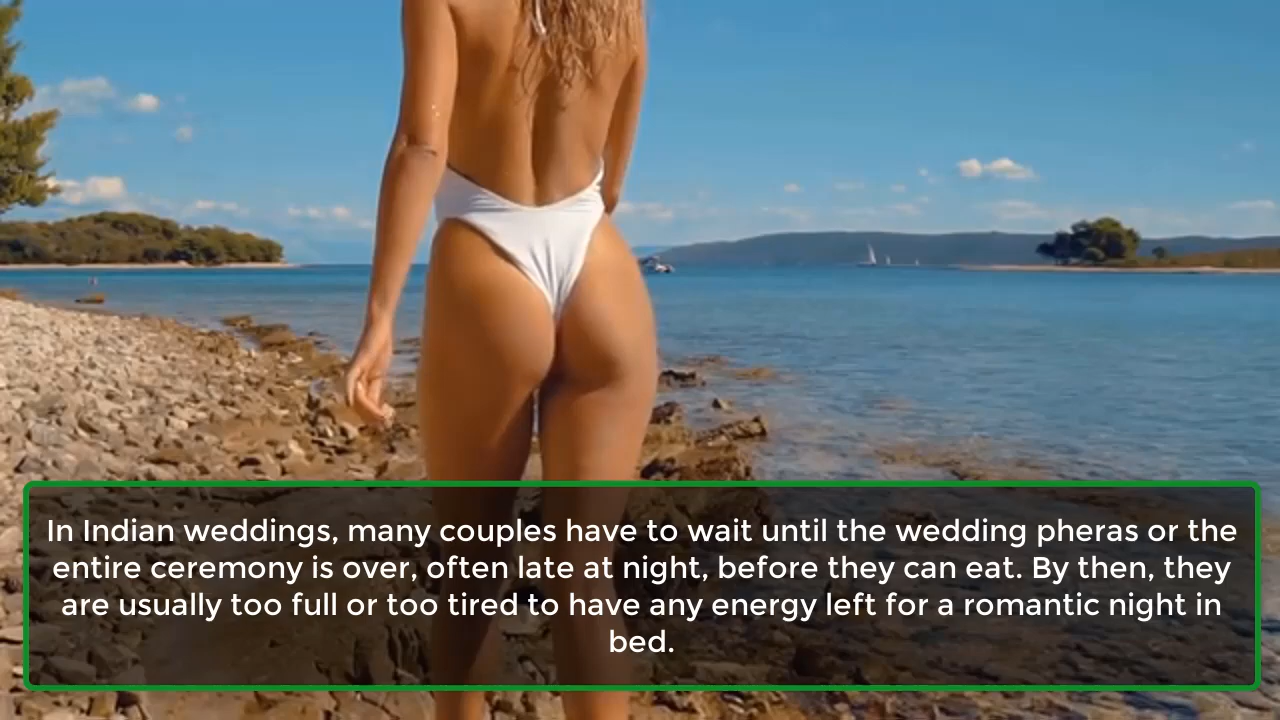 In Indian weddings, many couples have to wait until the wedding pheras or the
entire ceremony is over, often late at night, before they can eat. By then, they
are usually too full or too tired to have any energy left for a romantic night in
bed.